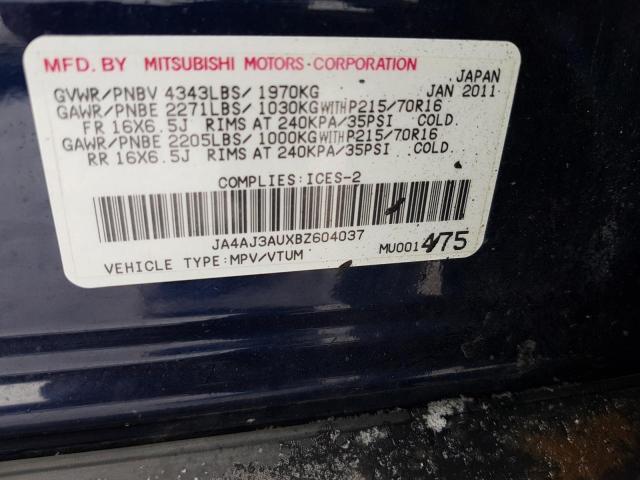 MFD. BY MITSUBISHI MOTORS CORPORATION
JAPAN
GVWR/PNBV 4343LBS/ 1970KG JAN 2011
GAWR/PNBE 2271LBS/ 1030KG WITH P215/70R16
FR 16X6.5J RIMS AT 240KPA/35PSI COLD.
GAWR/PNBE 2205LBS/ 1000KG WITH P215/70R16
RR 16X6.5J RIMS AT 240KPA/35PSI COLD.
COMPLIES:ICES-2
JA4AJ3AUXBZ604037
MU001475
VEHICLE TYPE:MPV/VTUM